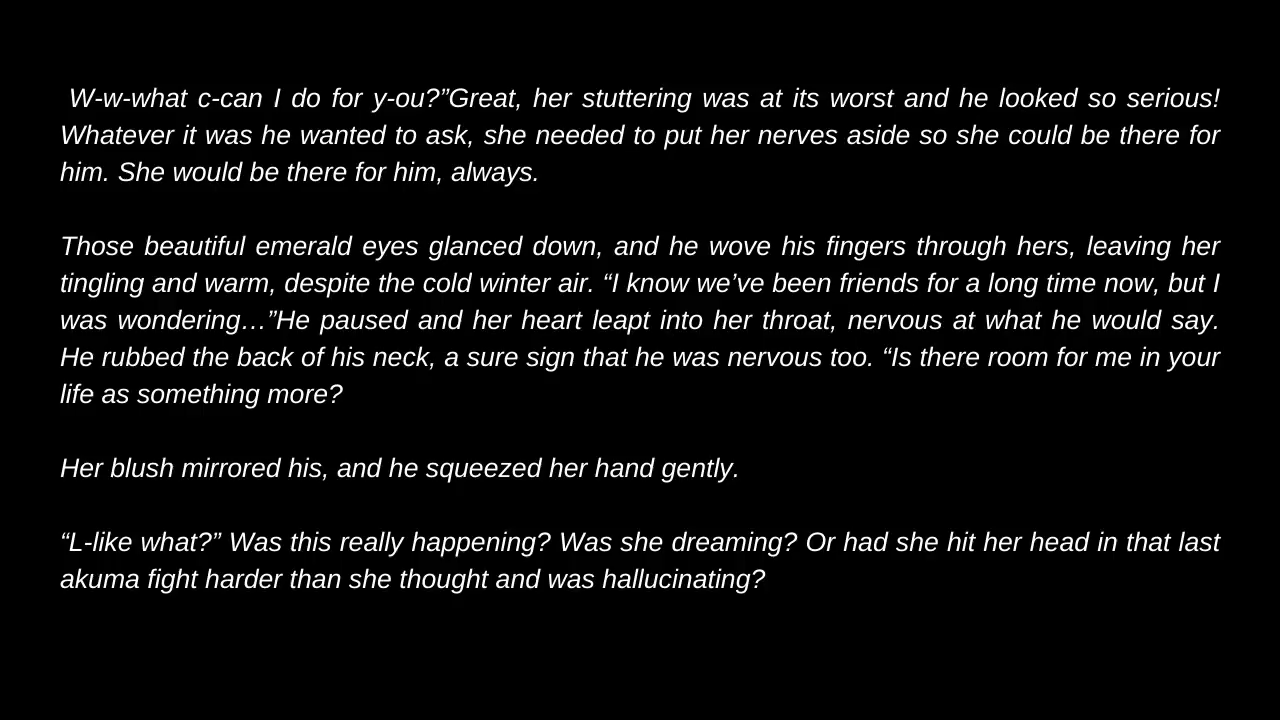 W-w-what c-can I do for y-ou?”Great, her stuttering was at its worst and he looked so serious!
Whatever it was he wanted to ask, she needed to put her nerves aside so she could be there for
him. She would be there for him, always.
Those beautiful emerald eyes glanced down, and he wove his fingers through hers, leaving her
tingling and warm, despite the cold winter air. “I know we’ve been friends for a long time now, but I
was wondering…”He paused and her heart leapt into her throat, nervous at what he would say.
He rubbed the back of his neck, a sure sign that he was nervous too. “Is there room for me in your
life as something more?
Her blush mirrored his, and he squeezed her hand gently.
“L-like what?” Was this really happening? Was she dreaming? Or had she hit her head in that last
akuma fight harder than she thought and was hallucinating?